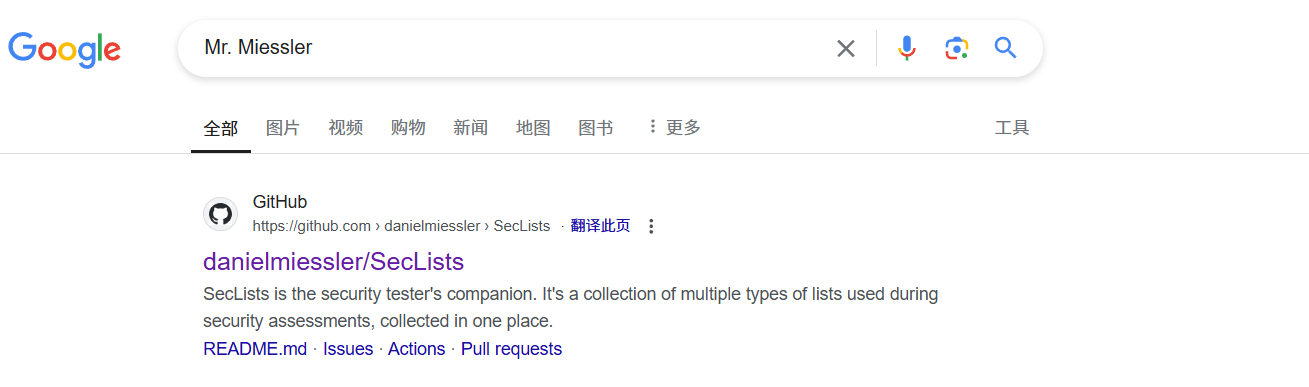 Google Mr. Miessler
全部 图片 视频 购物 新闻 地图 图书 更多 工具
GitHub
https://github.com › danielmiessler › SecLists · 翻译此页
danielmiessler/SecLists
SecLists is the security tester's companion. It's a collection of multiple types of lists used during
security assessments, collected in one place.
README.md · Issues · Actions · Pull requests